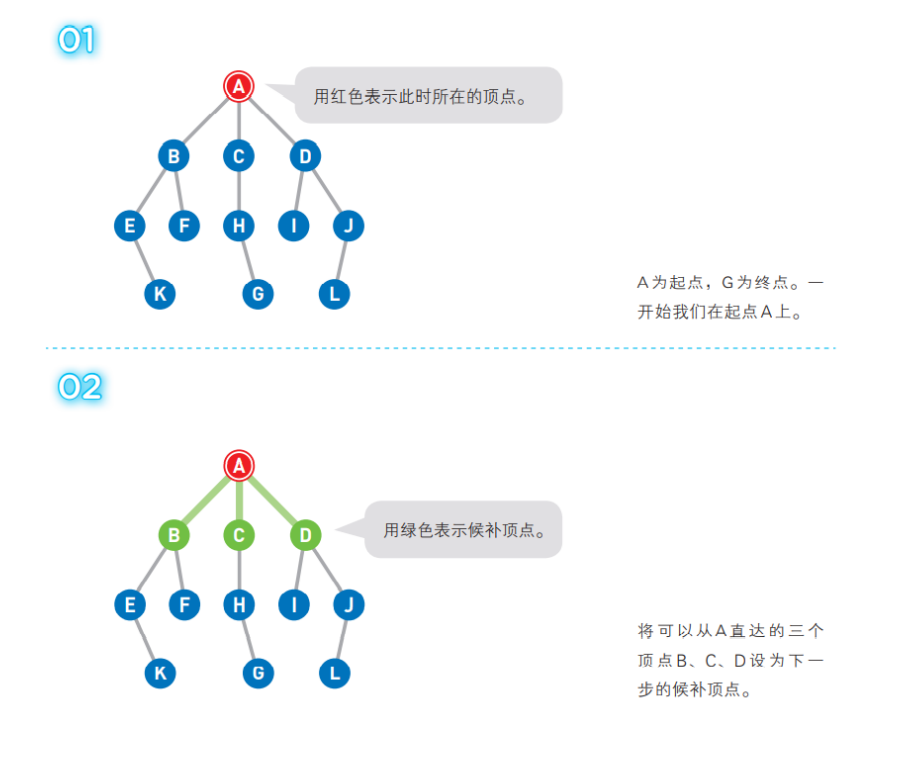 01
A
用红色表示此时所在的顶点。
B C D
E F H I J
K G L
A为起点，G为终点。一
开始我们在起点A上。
02
A
B C D
用绿色表示候补顶点。
E F H I J
K G L
将可以从A直达的三个
顶点B、C、D设为下一
步的候补顶点。